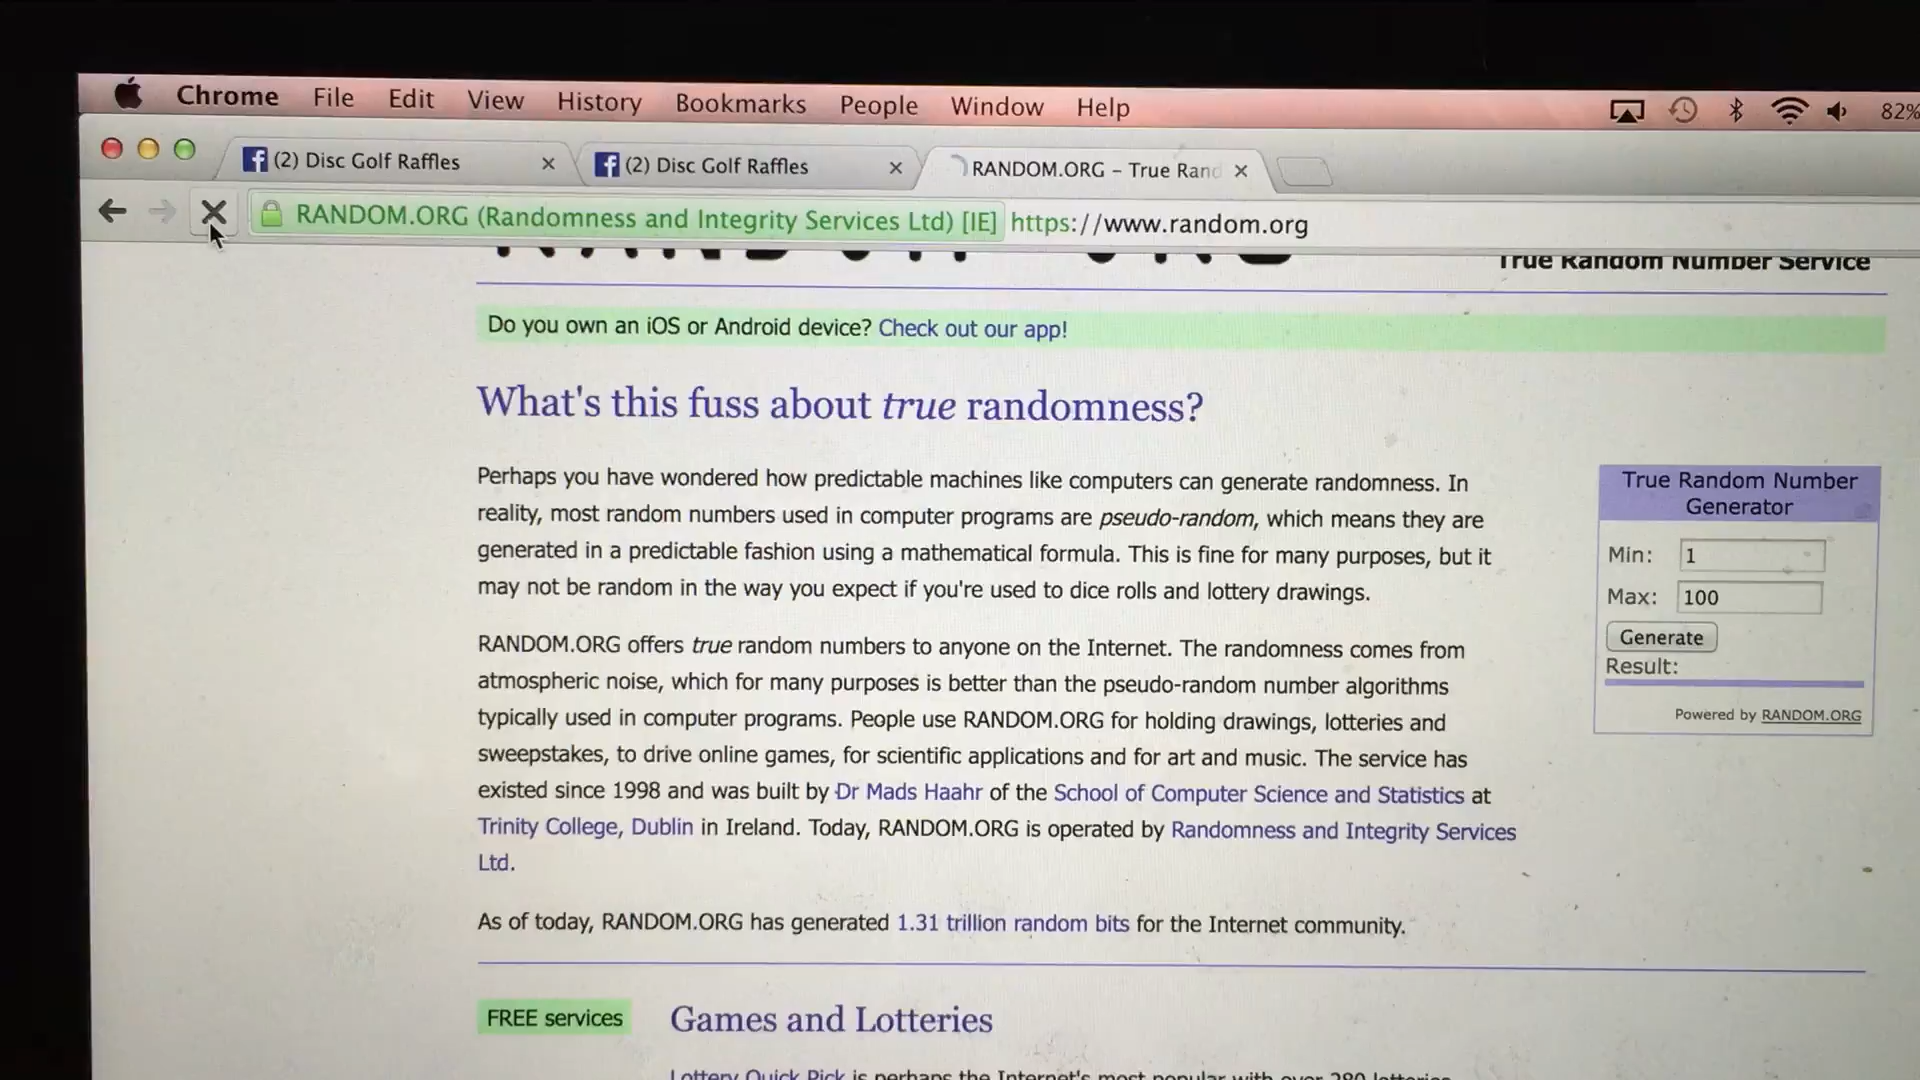 Chrome File Edit View History Bookmarks People Window Help 82%
(2) Disc Golf Raffles
(2) Disc Golf Raffles
RANDOM.ORG – True Rand
RANDOM.ORG (Randomness and Integrity Services Ltd) [IE] https://www.random.org
True Random Number Service
Do you own an iOS or Android device? Check out our app!
What's this fuss about true randomness?
Perhaps you have wondered how predictable machines like computers can generate randomness. In
reality, most random numbers used in computer programs are pseudo-random, which means they are
generated in a predictable fashion using a mathematical formula. This is fine for many purposes, but it
may not be random in the way you expect if you're used to dice rolls and lottery drawings.
RANDOM.ORG offers true random numbers to anyone on the Internet. The randomness comes from
atmospheric noise, which for many purposes is better than the pseudo-random number algorithms
typically used in computer programs. People use RANDOM.ORG for holding drawings, lotteries and
sweepstakes, to drive online games, for scientific applications and for art and music. The service has
existed since 1998 and was built by Dr Mads Haahr of the School of Computer Science and Statistics at
Trinity College, Dublin in Ireland. Today, RANDOM.ORG is operated by Randomness and Integrity Services
Ltd.
As of today, RANDOM.ORG has generated 1.31 trillion random bits for the Internet community.
True Random Number
Generator
Min: 1
Max: 100
Generate
Result:
Powered by RANDOM.ORG
FREE services
Games and Lotteries
Lottery Quick Pick is perhaps the Internet's most popular with over 280 lotteries